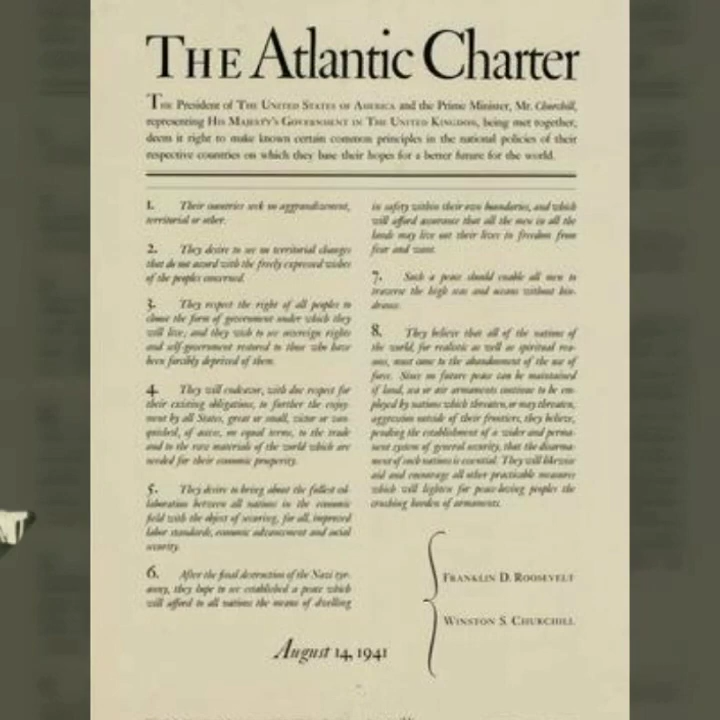 THE Atlantic Charter
THE President of THE UNITED STATES OF AMERICA and the Prime Minister, Mr. Churchill,
representing HIS MAJESTY'S GOVERNMENT IN THE UNITED KINGDOM, being met together,
deem it right to make known certain common principles in the national policies of their
respective countries on which they base their hopes for a better future for the world.
1. Their countries seek no aggrandizement,
territorial or other.
2. They desire to see no territorial changes
that do not accord with the freely expressed wishes
of the peoples concerned.
3. They respect the right of all peoples to
choose the form of government under which they
will live; and they wish to see sovereign rights
and self-government restored to those who have
been forcibly deprived of them.
4. They will endeavor, with due respect for
their existing obligations, to further the enjoy-
ment by all States, great or small, victor or van-
quished, of access, on equal terms, to the trade
and to the raw materials of the world which are
needed for their economic prosperity.
5. They desire to bring about the fullest col-
laboration between all nations in the economic
field with the object of securing, for all, improved
labor standards, economic advancement and social
security.
6. After the final destruction of the Nazi tyr-
anny, they hope to see established a peace which
will afford to all nations the means of dwelling
in safety within their own boundaries, and which
will afford assurance that all the men in all the
lands may live out their lives in freedom from
fear and want.
7. Such a peace should enable all men to
traverse the high seas and oceans without hin-
drance.
8. They believe that all of the nations of
the world, for realistic as well as spiritual rea-
sons, must come to the abandonment of the use of
force. Since no future peace can be maintained
if land, sea or air armaments continue to be em-
ployed by nations which threaten, or may threaten,
aggression outside of their frontiers, they believe,
pending the establishment of a wider and perma-
nent system of general security, that the disarma-
ment of such nations is essential. They will likewise
aid and encourage all other practicable measures
which will lighten for peace-loving peoples the
crushing burden of armaments.
FRANKLIN D. ROOSEVELT
WINSTON S. CHURCHILL
August 14, 1941